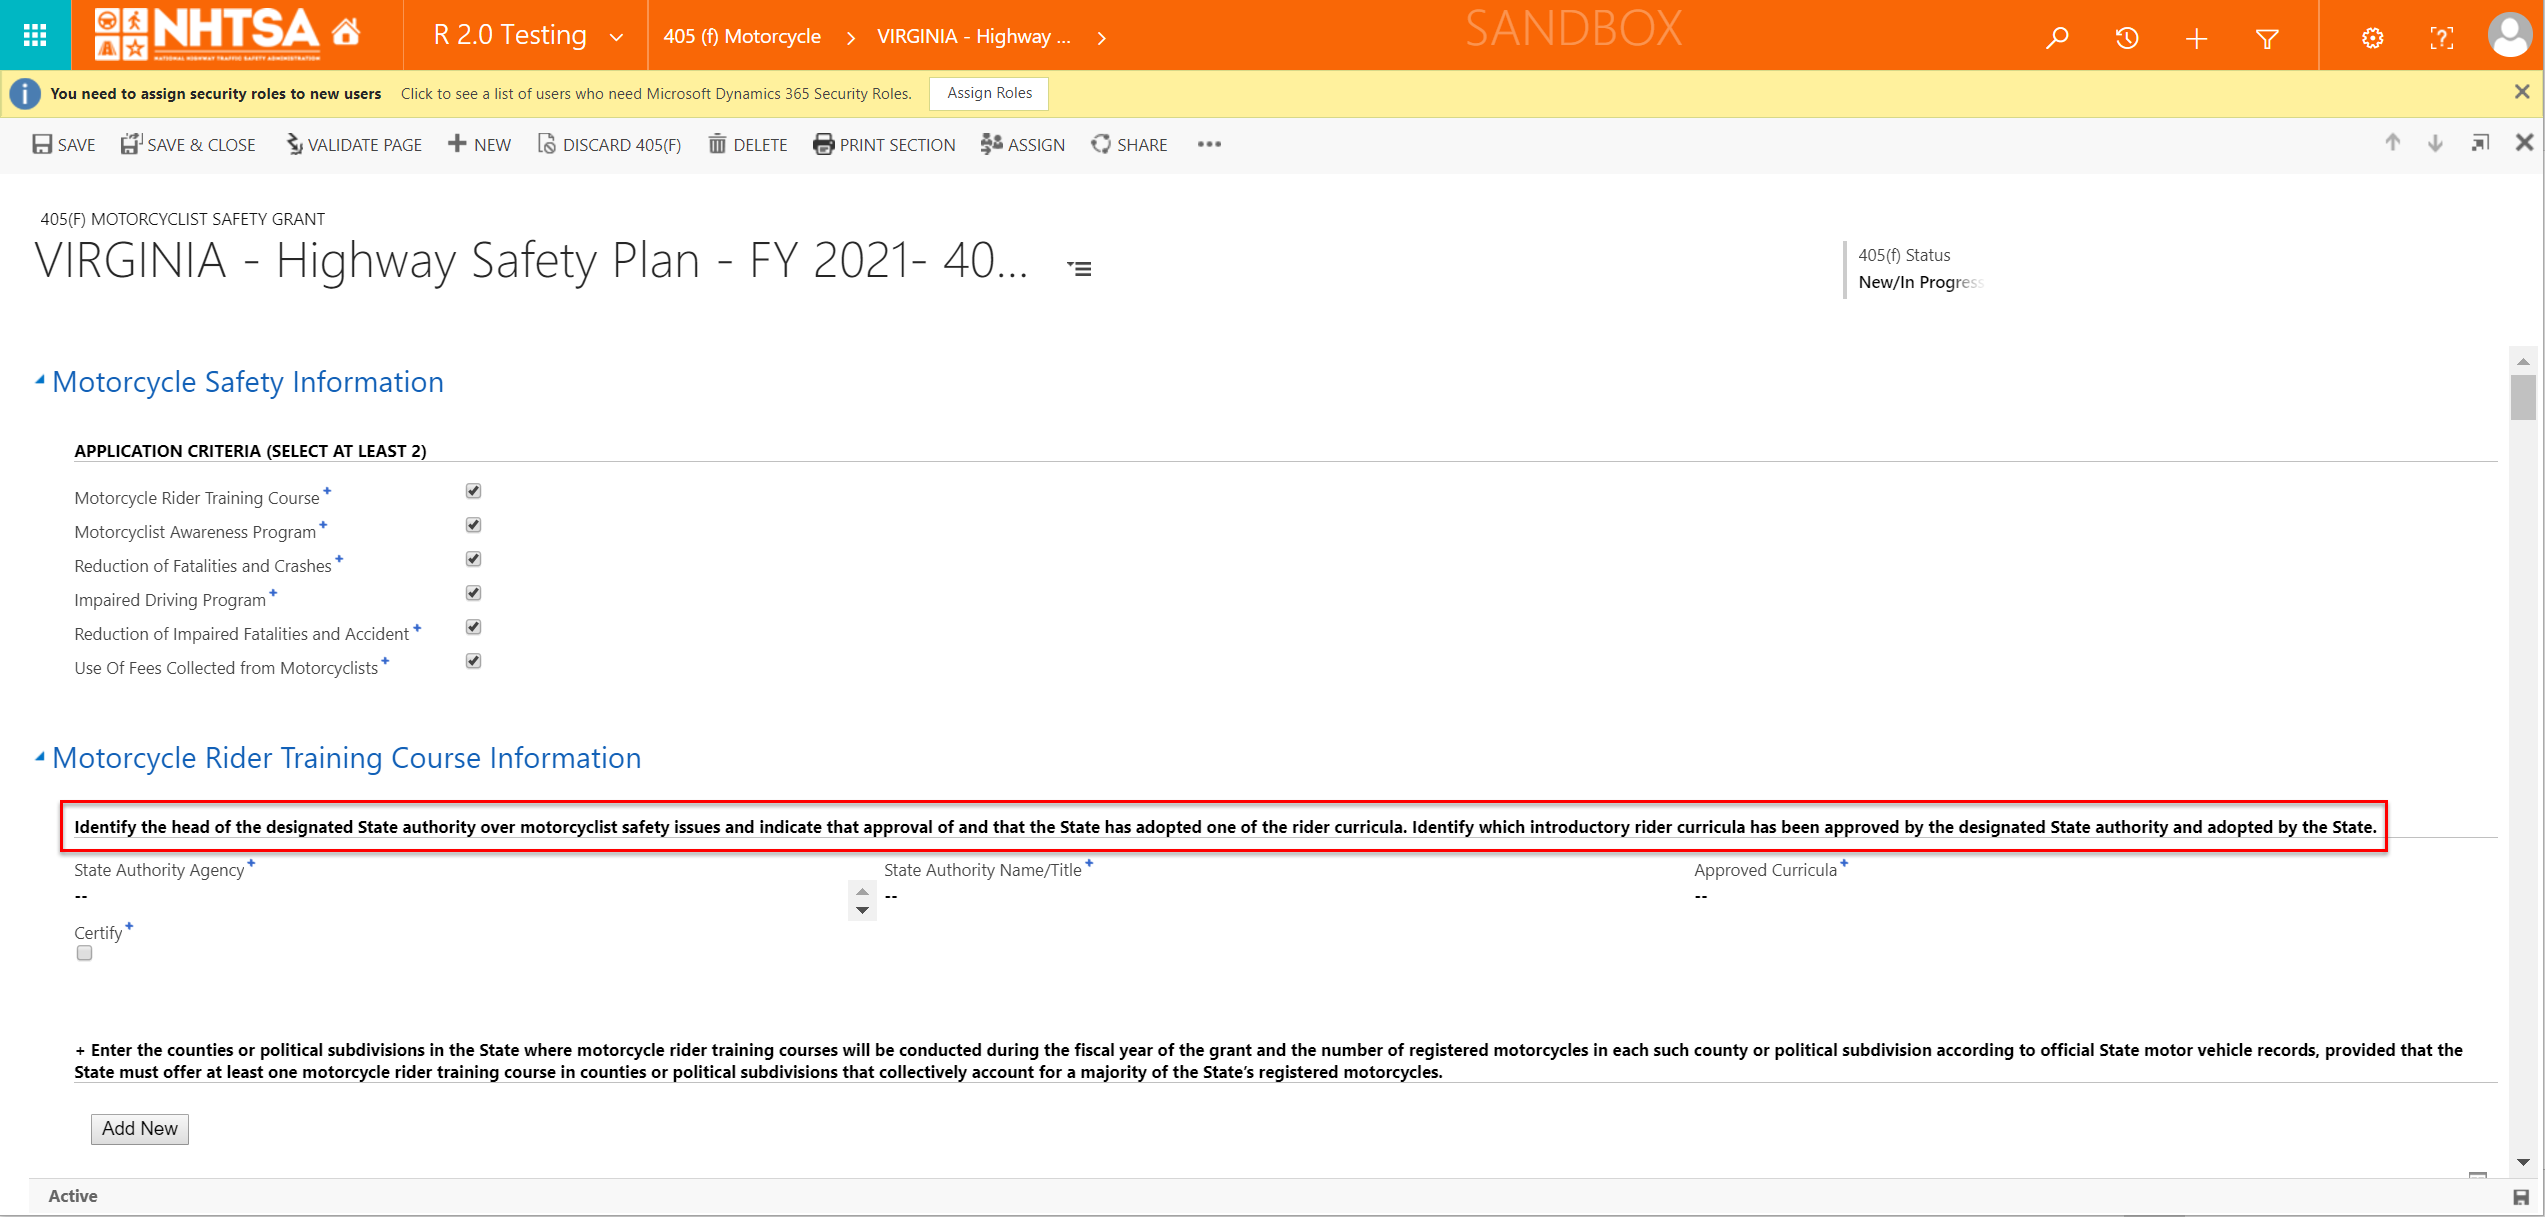 NHTSA
NATIONAL HIGHWAY TRAFFIC SAFETY ADMINISTRATION
R 2.0 Testing
405 (f) Motorcycle
VIRGINIA - Highway ...
SANDBOX
You need to assign security roles to new users
Click to see a list of users who need Microsoft Dynamics 365 Security Roles.
Assign Roles
SAVE
SAVE & CLOSE
VALIDATE PAGE
NEW
DISCARD 405(F)
DELETE
PRINT SECTION
ASSIGN
SHARE
405(F) MOTORCYCLIST SAFETY GRANT
VIRGINIA - Highway Safety Plan - FY 2021- 40...
405(f) Status
New/In Progress
Motorcycle Safety Information
APPLICATION CRITERIA (SELECT AT LEAST 2)
Motorcycle Rider Training Course +
Motorcyclist Awareness Program +
Reduction of Fatalities and Crashes +
Impaired Driving Program +
Reduction of Impaired Fatalities and Accident +
Use Of Fees Collected from Motorcyclists +
Motorcycle Rider Training Course Information
Identify the head of the designated State authority over motorcyclist safety issues and indicate that approval of and that the State has adopted one of the rider curricula. Identify which introductory rider curricula has been approved by the designated State authority and adopted by the State.
State Authority Agency +
--
State Authority Name/Title +
--
Approved Curricula +
--
Certify +
+ Enter the counties or political subdivisions in the State where motorcycle rider training courses will be conducted during the fiscal year of the grant and the number of registered motorcycles in each such county or political subdivision according to official State motor vehicle records, provided that the
State must offer at least one motorcycle rider training course in counties or political subdivisions that collectively account for a majority of the State's registered motorcycles.
Add New
Active